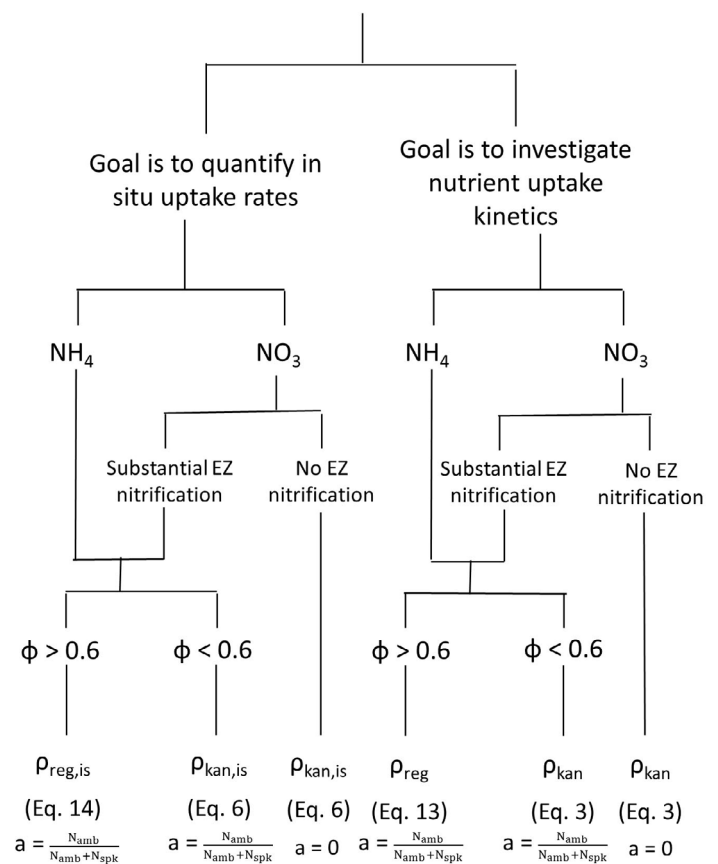 Goal is to quantify in
situ uptake rates
Goal is to investigate
nutrient uptake
kinetics
NH₄
NO₃
NH₄
NO₃
Substantial EZ
nitrification
No EZ
nitrification
Substantial EZ
nitrification
No EZ
nitrification
ϕ > 0.6
ϕ < 0.6
ϕ > 0.6
ϕ < 0.6
ρreg,is
(Eq. 14)
a = Namb / Namb+Nspk
ρkan,is
(Eq. 6)
a = Namb / Namb+Nspk
ρkan,is
(Eq. 6)
a = 0
ρreg
(Eq. 13)
a = Namb / Namb+Nspk
ρkan
(Eq. 3)
a = Namb / Namb+Nspk
ρkan
(Eq. 3)
a = 0